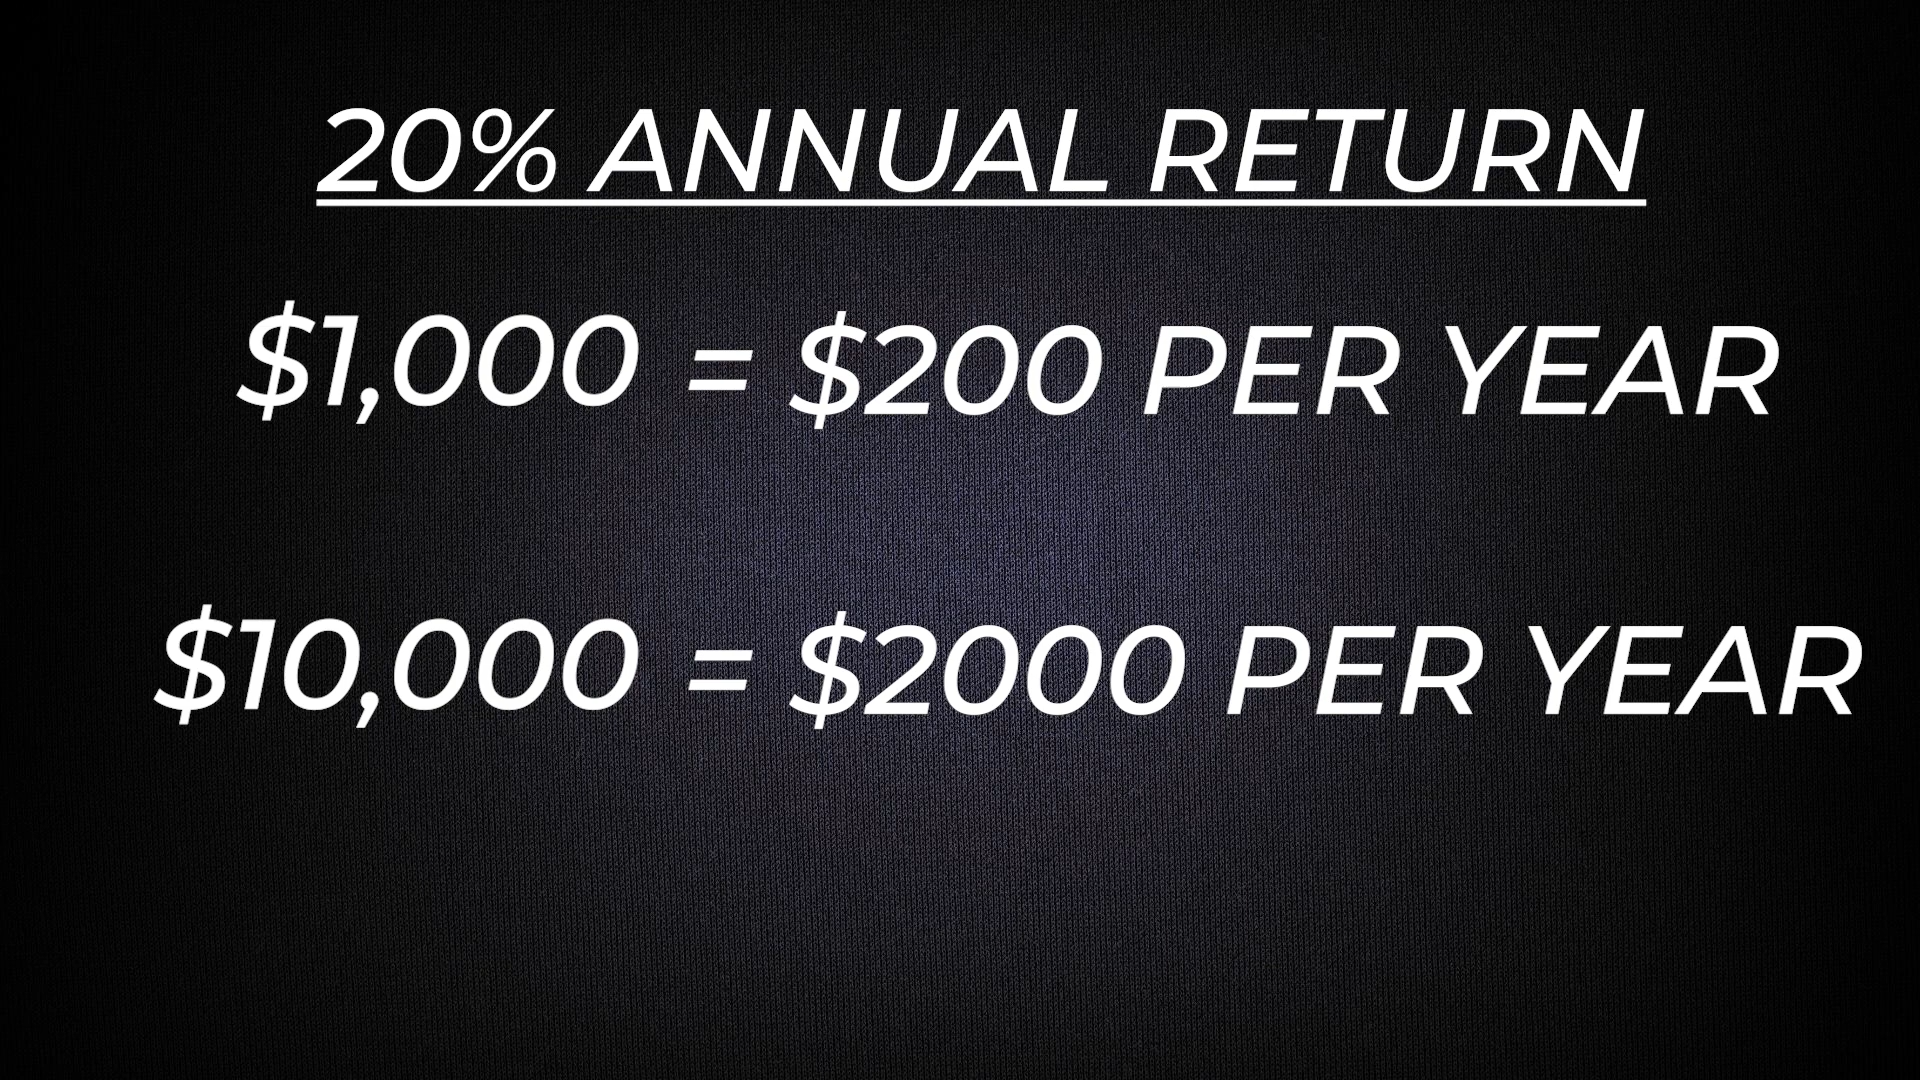 20% ANNUAL RETURN
$1,000 = $200 PER YEAR
$10,000 = $2000 PER YEAR